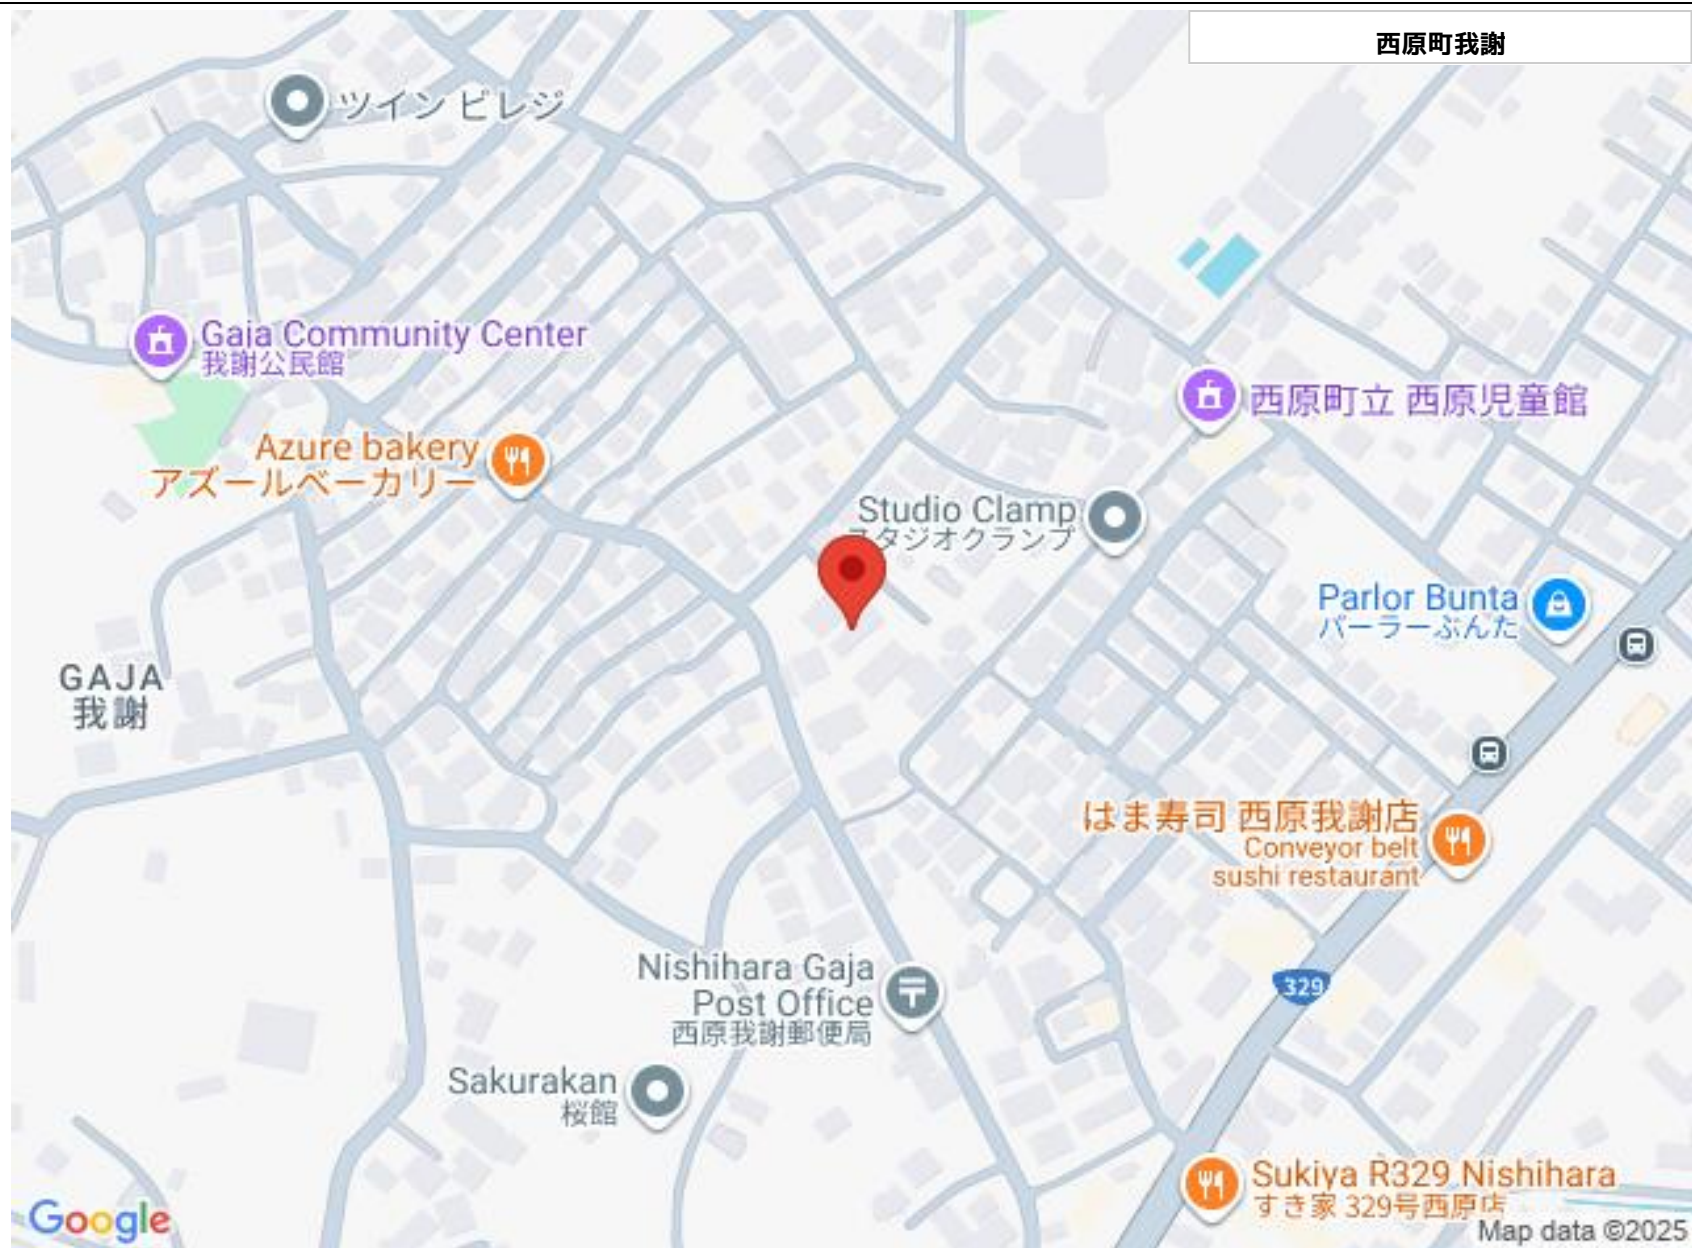 西原町我謝
ツイン ビレジ
Gaja Community Center
我謝公民館
西原町立 西原児童館
Azure bakery
アズールベーカリー
Studio Clamp
スタジオクランプ
Parlor Bunta
パーラーぶんた
GAJA
我謝
はま寿司 西原我謝店
Conveyor belt
sushi restaurant
Nishihara Gaja
Post Office
西原我謝郵便局
329
Sakurakan
桜館
Sukiya R329 Nishihara
すき家 329号西原店
Google
Map data ©2025